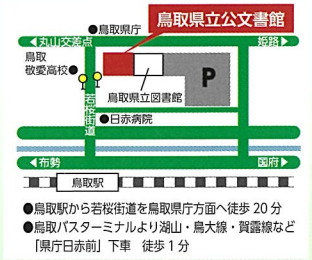 ●鳥取県庁
鳥取県立公文書館
◀丸山交差点
姫路▶
鳥取
敬愛高校●
P
鳥取県立図書館
若桜街道
●日赤病院
◀布勢
国府▶
鳥取駅
●鳥取駅から若桜街道を鳥取県庁方面へ徒歩20分
●鳥取バスターミナルより湖山・鳥大線・賀露線など
「県庁日赤前」下車 徒歩1分